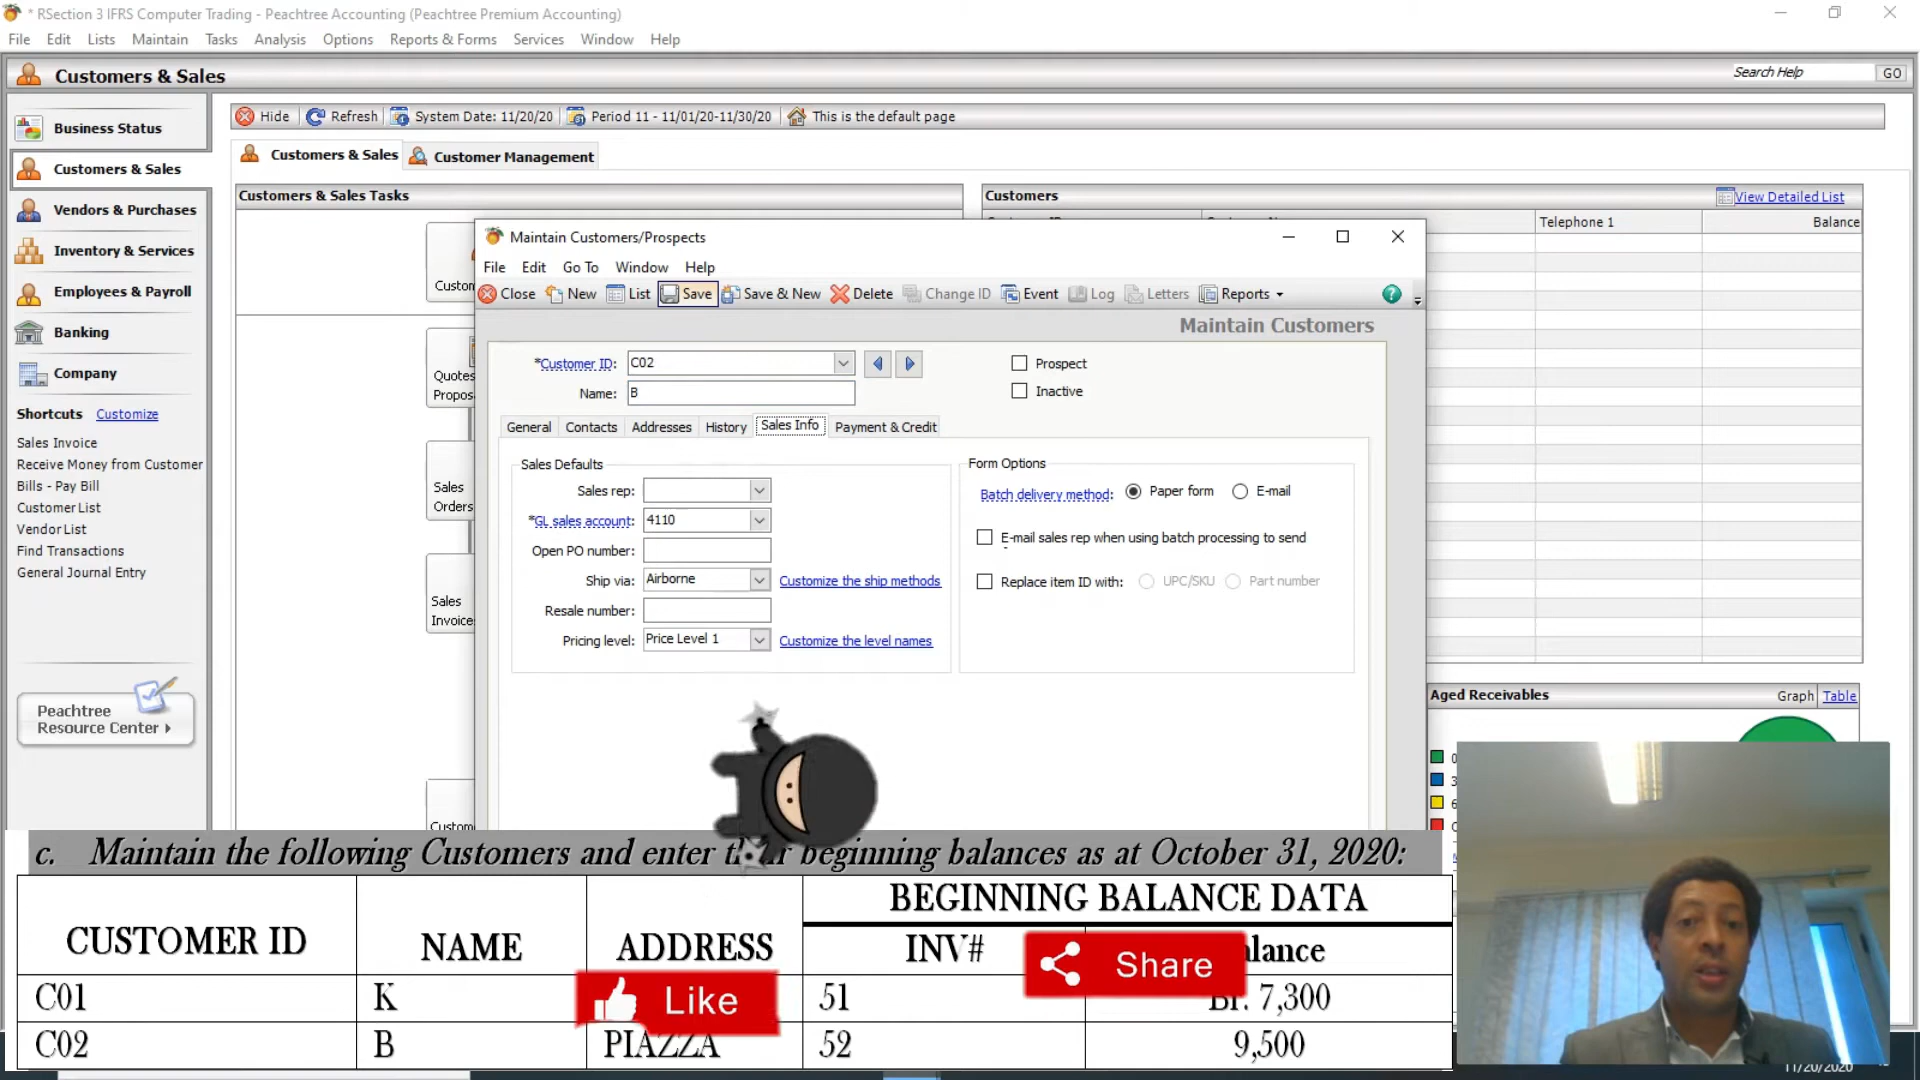 * RSection 3 IFRS Computer Trading - Peachtree Accounting (Peachtree Premium Accounting)
File Edit Lists Maintain Tasks Analysis Options Reports & Forms Services Window Help
Customers & Sales
Search Help
GO
Business Status
Customers & Sales
Vendors & Purchases
Inventory & Services
Employees & Payroll
Banking
Company
Shortcuts Customize
Sales Invoice
Receive Money from Customer
Bills - Pay Bill
Customer List
Vendor List
Find Transactions
General Journal Entry
Peachtree
Resource Center
Hide Refresh System Date: 11/20/20 Period 11 - 11/01/20-11/30/20 This is the default page
Customers & Sales Customer Management
Customers & Sales Tasks
Customers View Detailed List
Telephone 1 Balance
Quotes
Sales
Orders
Sales
Maintain Customers/Prospects
File Edit Go To Window Help
Close New List Save Save & New Delete Change ID Event Log Letters Reports
Maintain Customers
*Customer ID: C02
Prospect
Name: B
Inactive
General Contacts Addresses History Sales Info Payment & Credit
Sales Defaults
Sales rep:
*GL sales account: 4110
Open PO number:
Ship via: Airborne Customize the ship methods
Resale number:
Pricing level: Price Level 1 Customize the level names
Form Options
Batch delivery method: Paper form E-mail
E-mail sales rep when using batch processing to send
Replace item ID with: UPC/SKU Part number
Aged Receivables Graph Table
c. Maintain the following Customers and enter beginning balances as at October 31, 2020:
CUSTOMER ID NAME ADDRESS BEGINNING BALANCE DATA
INV#
C01 K 51 Br. 7,300
C02 B PIAZZA 52 9,500
Like
Share
11/20/2020